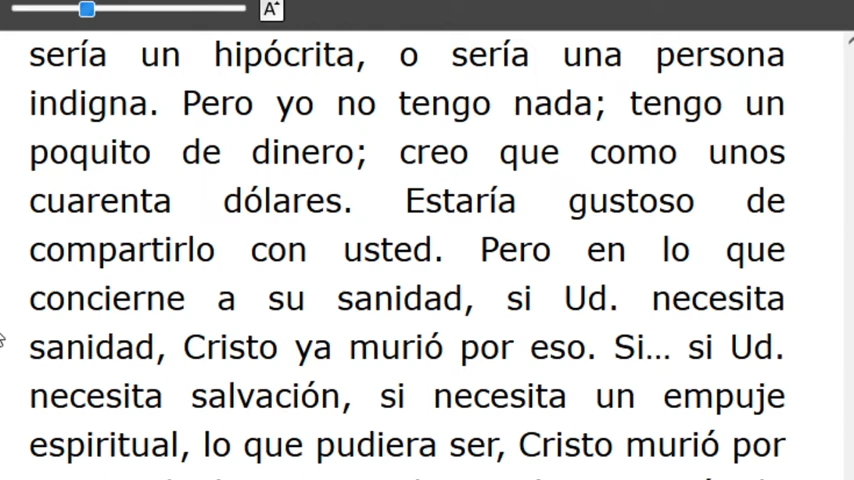 A
sería un hipócrita, o sería una persona
indigna. Pero yo no tengo nada; tengo un
poquito de dinero; creo que como unos
cuarenta dólares. Estaría gustoso de
compartirlo con usted. Pero en lo que
concierne a su sanidad, si Ud. necesita
sanidad, Cristo ya murió por eso. Si... si Ud.
necesita salvación, si necesita un empuje
espiritual, lo que pudiera ser, Cristo murió por